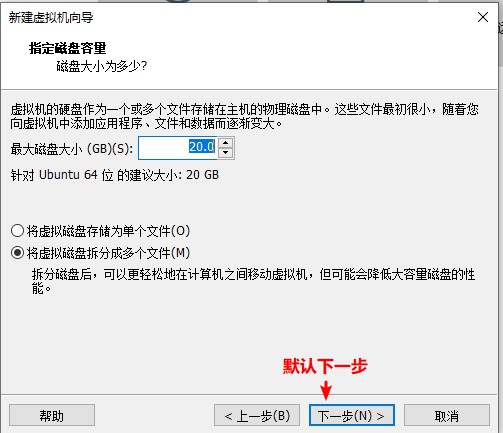 新建虚拟机向导
指定磁盘容量
磁盘大小为多少?
虚拟机的硬盘作为一个或多个文件存储在主机的物理磁盘中。这些文件最初很小，随着您
向虚拟机中添加应用程序、文件和数据而逐渐变大。
最大磁盘大小 (GB)(S): 20.0
针对 Ubuntu 64 位 的建议大小: 20 GB
将虚拟磁盘存储为单个文件(O)
将虚拟磁盘拆分成多个文件(M)
拆分磁盘后，可以更轻松地在计算机之间移动虚拟机，但可能会降低大容量磁盘的性
能。
默认下一步
帮助 < 上一步(B) 下一步(N) > 取消